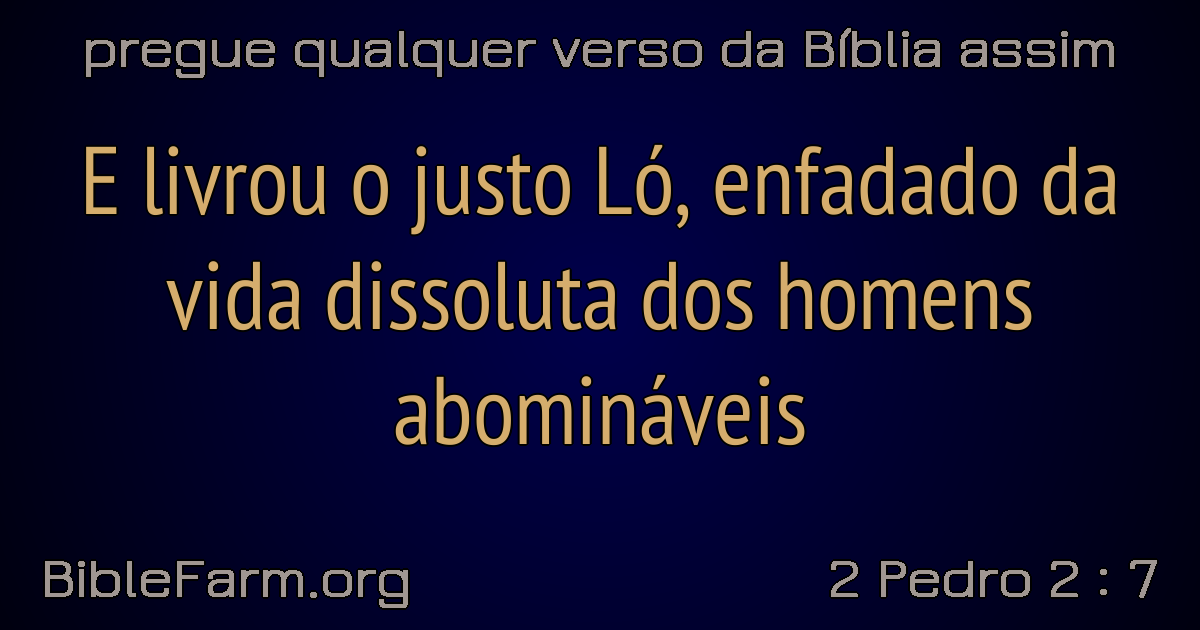 pregue qualquer verso da Bíblia assim
E livrou o justo Ló, enfadado da
vida dissoluta dos homens
abomináveis
BibleFarm.org
2 Pedro 2 : 7